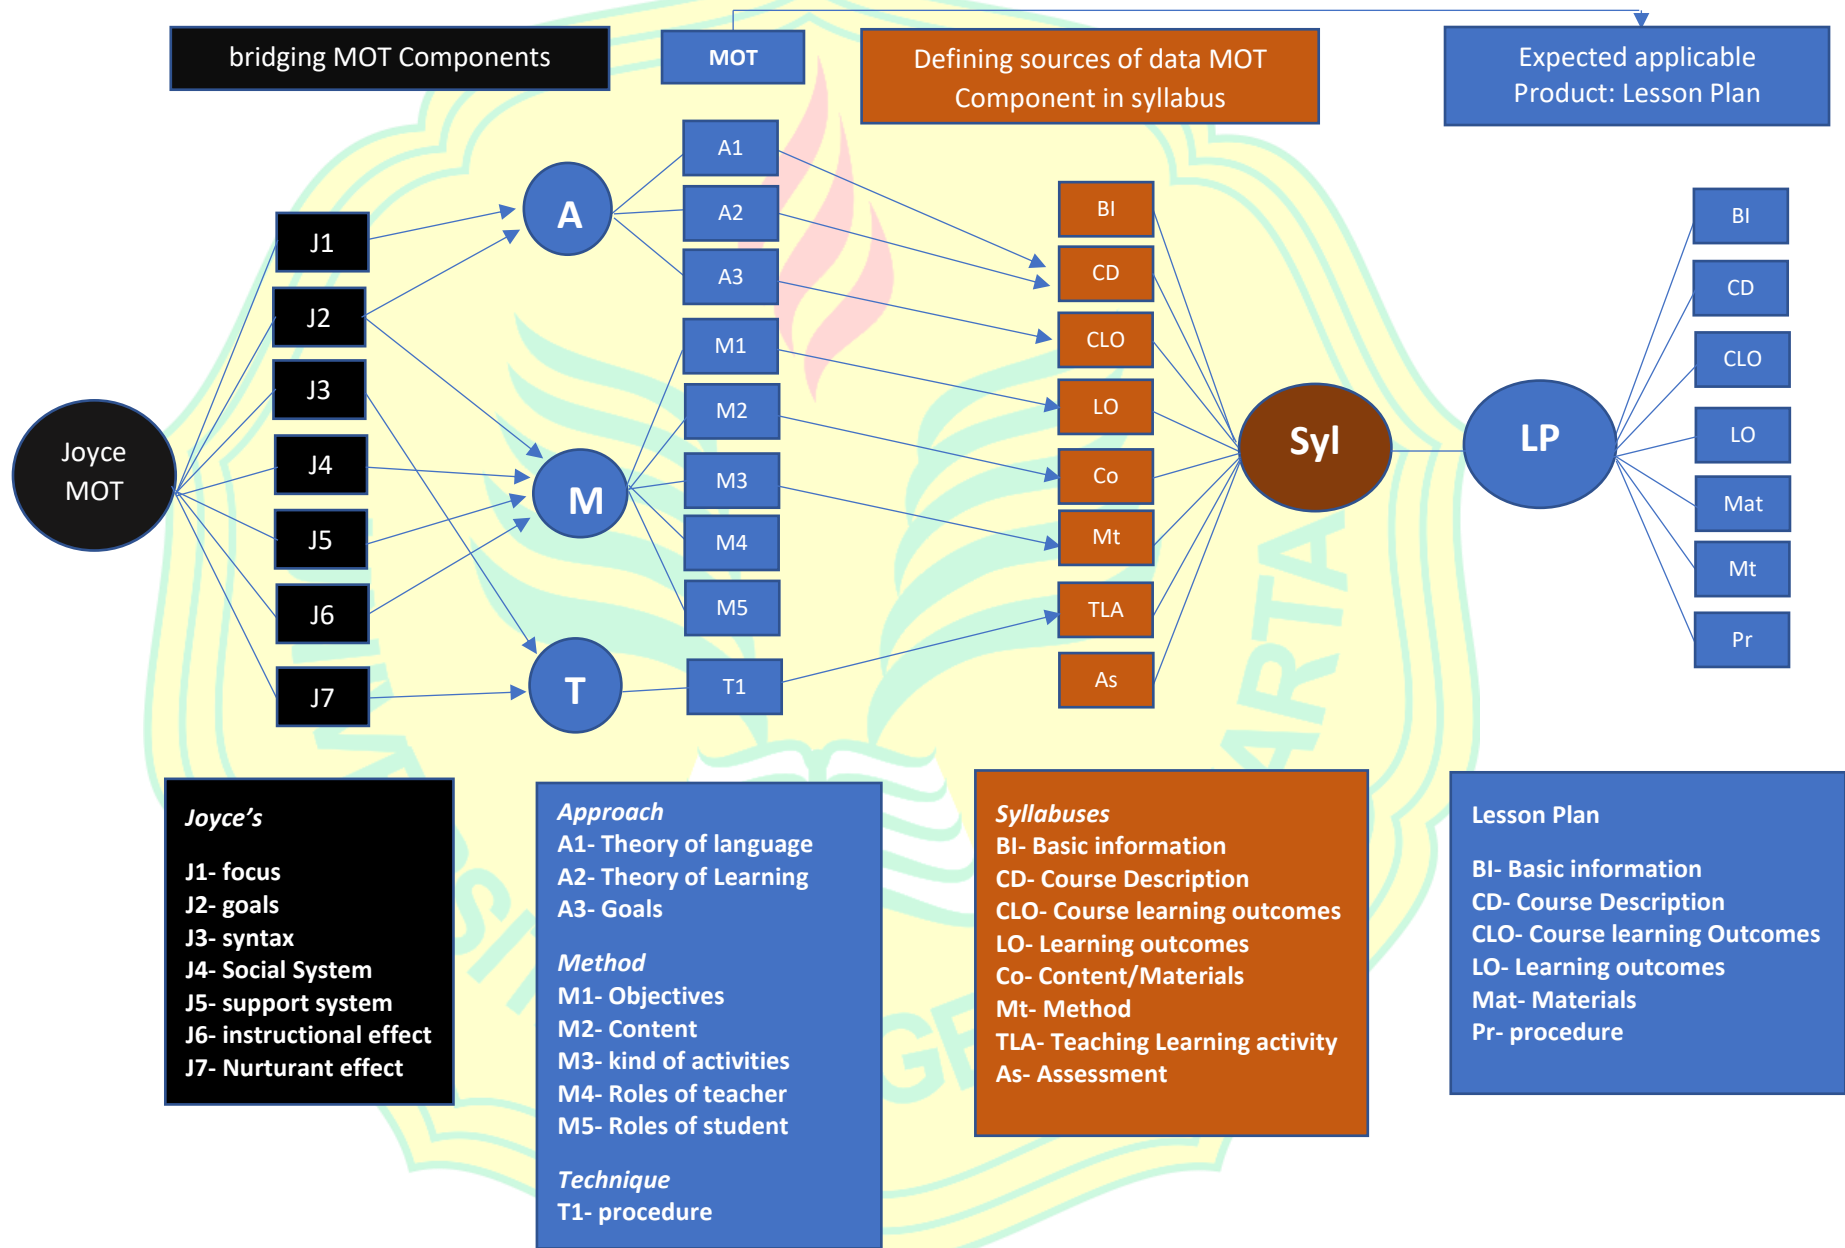 bridging MOT Components
MOT
Defining sources of data MOT
Component in syllabus
Expected applicable
Product: Lesson Plan
Joyce
MOT
J1
J2
J3
J4
J5
J6
J7
A
M
T
A1
A2
A3
M1
M2
M3
M4
M5
T1
BI
CD
CLO
LO
Co
Mt
TLA
As
Syl
LP
BI
CD
CLO
LO
Mat
Mt
Pr
Joyce’s
J1- focus
J2- goals
J3- syntax
J4- Social System
J5- support system
J6- instructional effect
J7- Nurturant effect
Approach
A1- Theory of language
A2- Theory of Learning
A3- Goals
Method
M1- Objectives
M2- Content
M3- kind of activities
M4- Roles of teacher
M5- Roles of student
Technique
T1- procedure
Syllabuses
BI- Basic information
CD- Course Description
CLO- Course learning outcomes
LO- Learning outcomes
Co- Content/Materials
Mt- Method
TLA- Teaching Learning activity
As- Assessment
Lesson Plan
BI- Basic information
CD- Course Description
CLO- Course learning Outcomes
LO- Learning outcomes
Mat- Materials
Pr- procedure